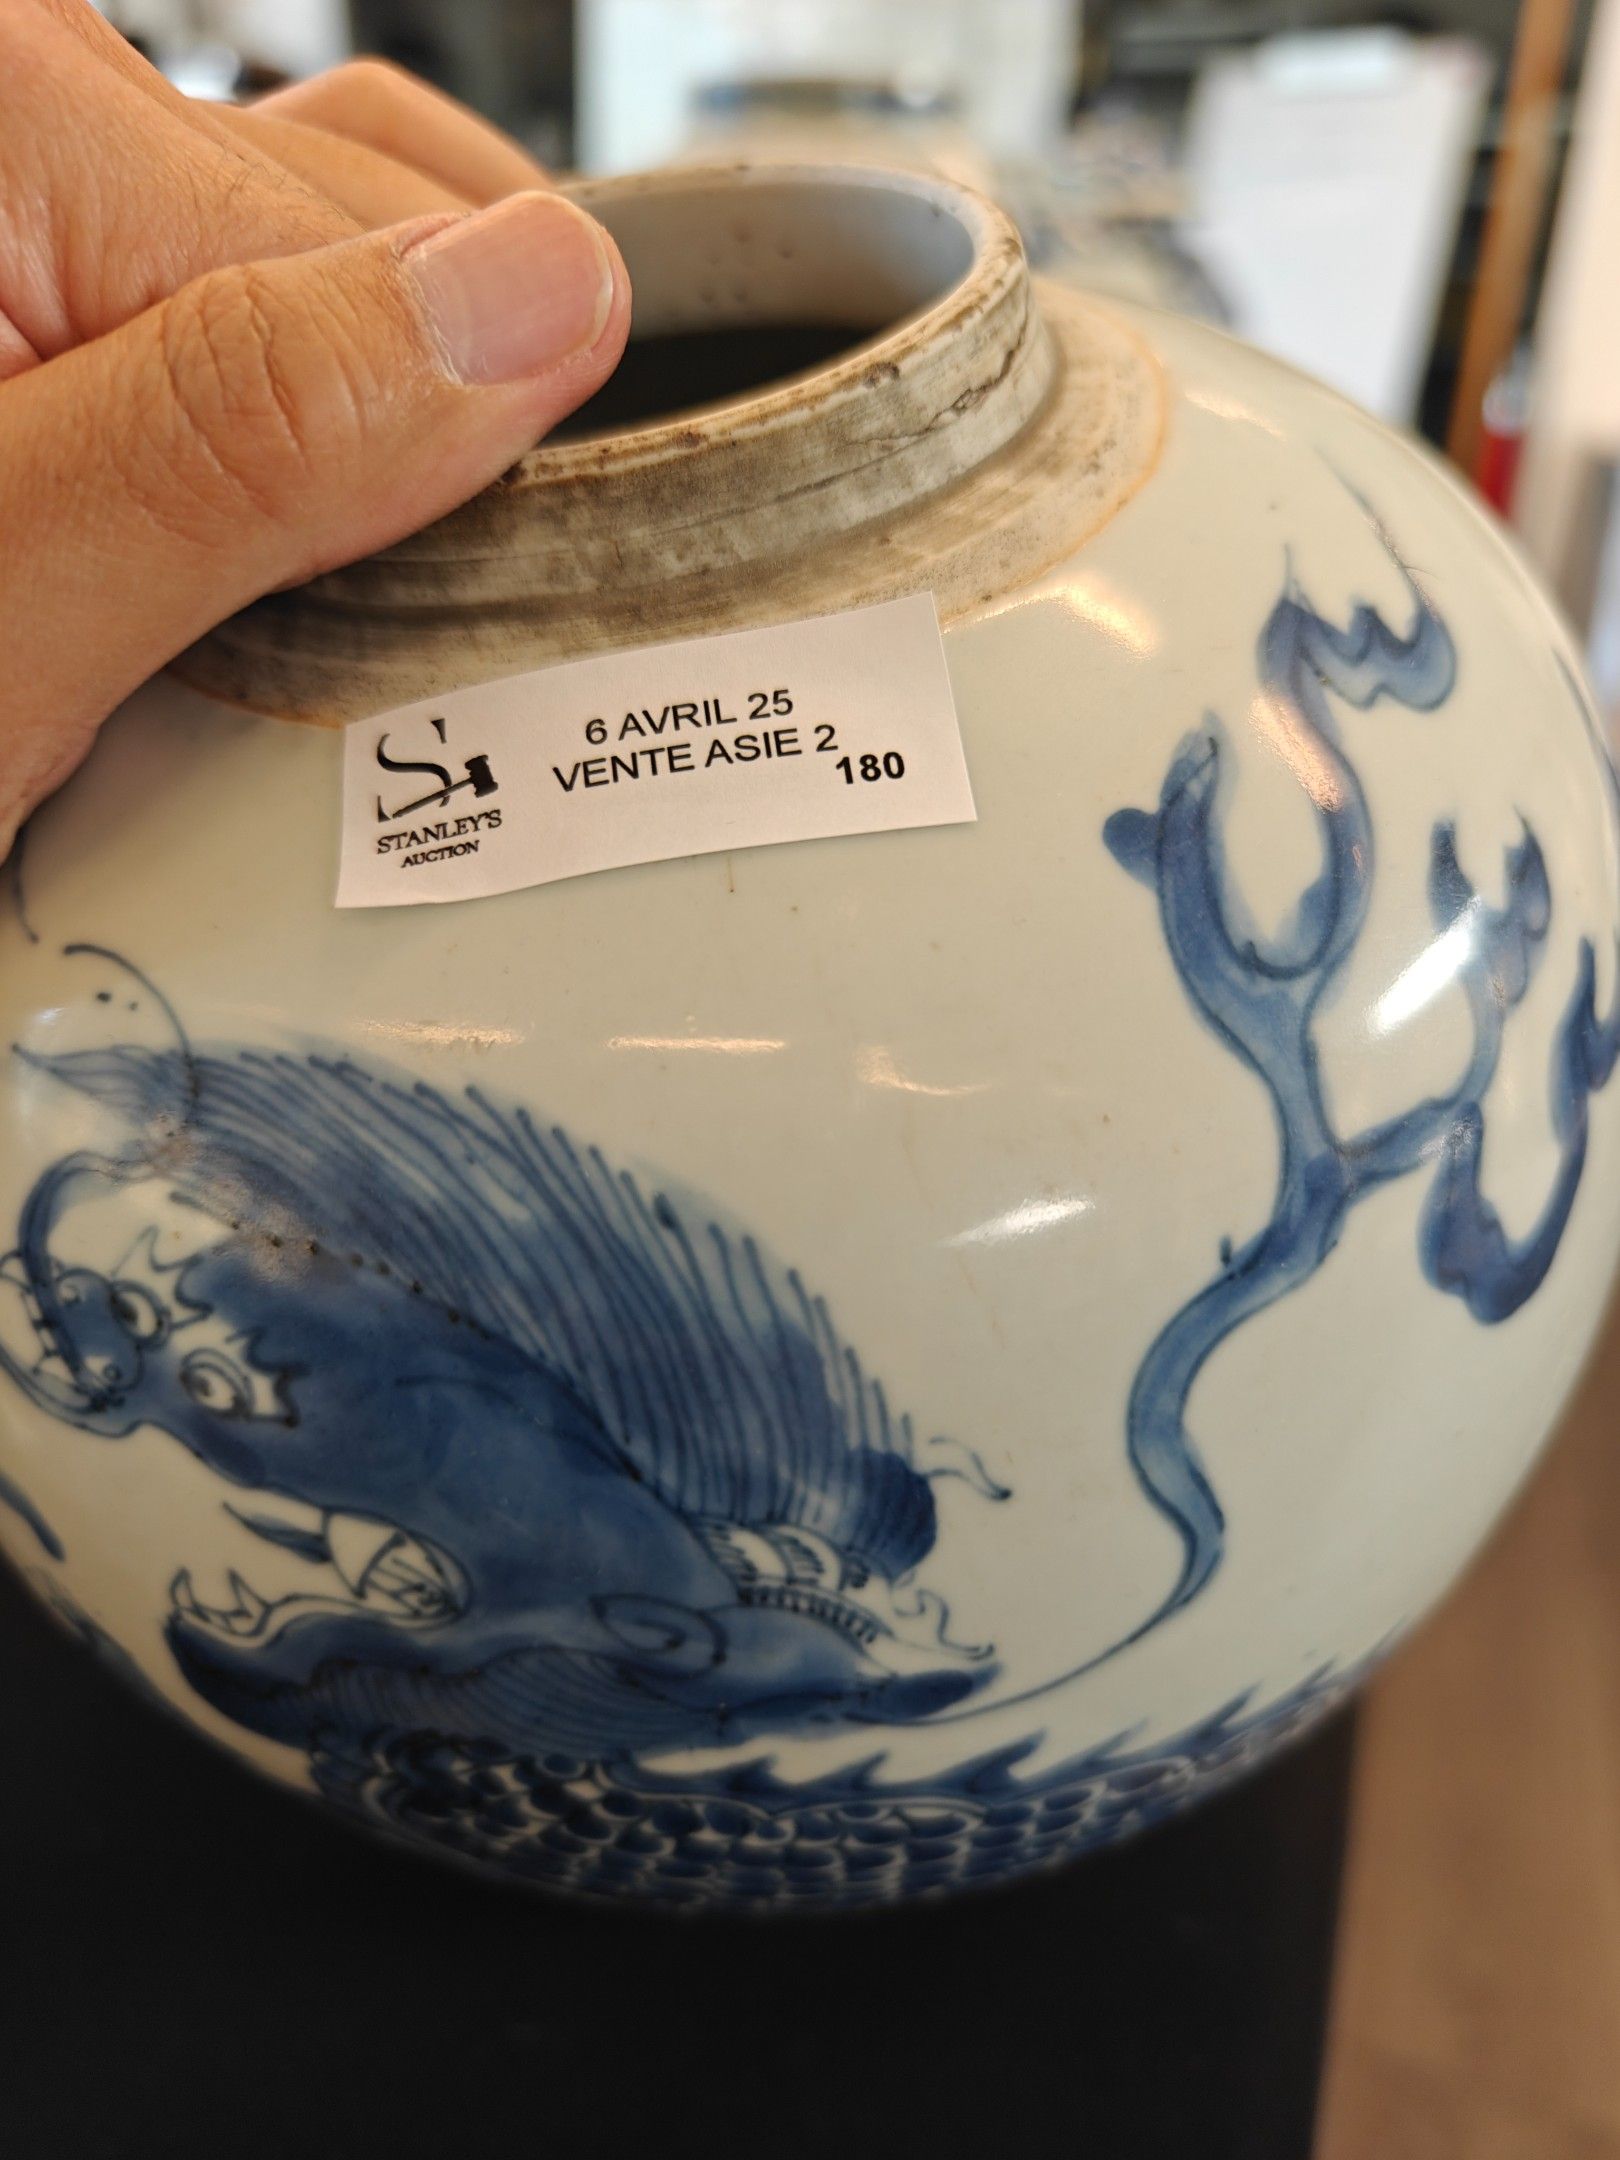 6 AVRIL 25
VENTE ASIE 2
180
STANLEY'S
AUCTION